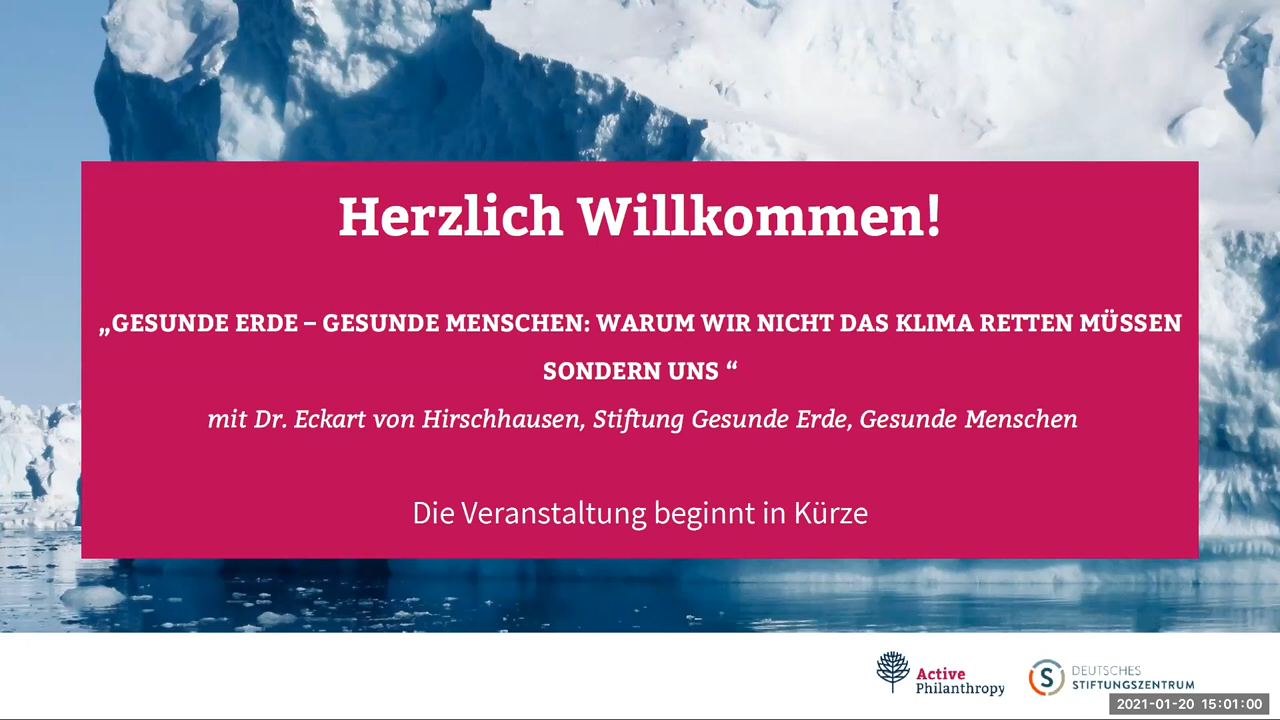 Herzlich Willkommen!
„GESUNDE ERDE – GESUNDE MENSCHEN: WARUM WIR NICHT DAS KLIMA RETTEN MÜSSEN
SONDERN UNS “
mit Dr. Eckart von Hirschhausen, Stiftung Gesunde Erde, Gesunde Menschen
Die Veranstaltung beginnt in Kürze
Active
Philanthropy
S
DEUTSCHES
STIFTUNGSZENTRUM
2021-01-20 15:01:00